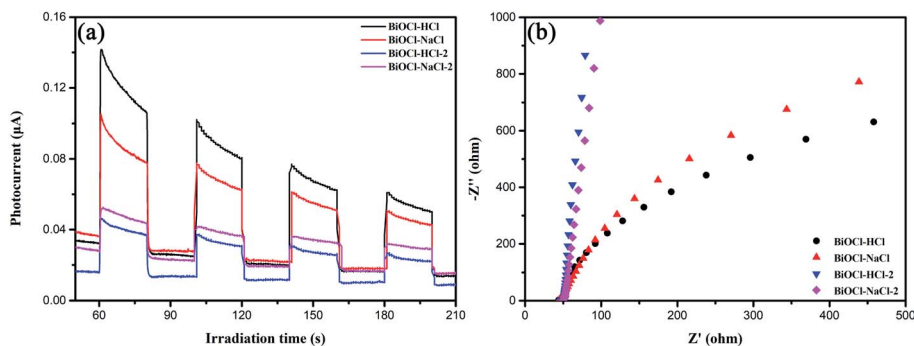 (a)
BiOCl-HCl
BiOCl-NaCl
BiOCl-HCl-2
BiOCl-NaCl-2
0.16
0.12
0.08
0.04
0.00
Photocurrent (μA)
60 90 120 150 180 210
Irradiation time (s)
(b)
1000
800
600
400
200
0
-Z'' (ohm)
BiOCl-HCl
BiOCl-NaCl
BiOCl-HCl-2
BiOCl-NaCl-2
0 100 200 300 400 500
Z' (ohm)